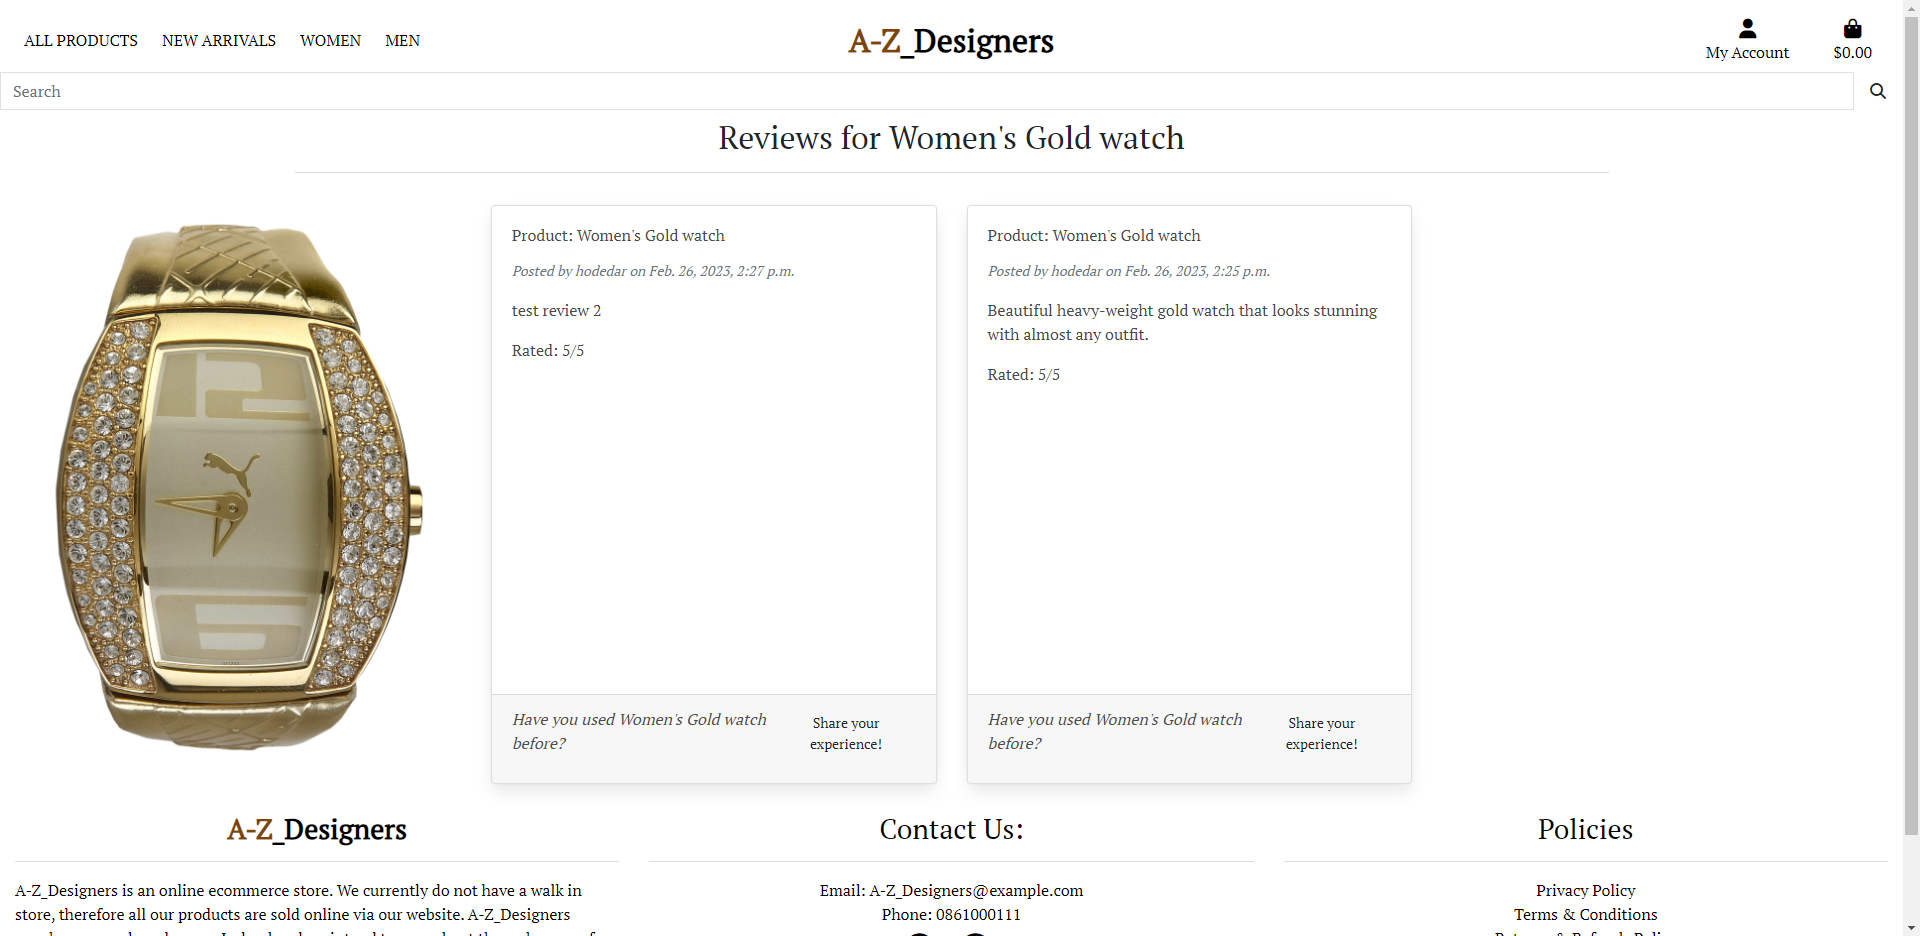 ALL PRODUCTS NEW ARRIVALS WOMEN MEN
A-Z_Designers
My Account
$0.00
Search
Reviews for Women's Gold watch
12
6
Product: Women's Gold watch
Posted by hodedar on Feb. 26, 2023, 2:27 p.m.
test review 2
Rated: 5/5
Have you used Women's Gold watch
before?
Share your
experience!
Product: Women's Gold watch
Posted by hodedar on Feb. 26, 2023, 2:25 p.m.
Beautiful heavy-weight gold watch that looks stunning
with almost any outfit.
Rated: 5/5
Have you used Women's Gold watch
before?
Share your
experience!
A-Z_Designers
A-Z_Designers is an online ecommerce store. We currently do not have a walk in
store, therefore all our products are sold online via our website. A-Z_Designers
Contact Us:
Email: A-Z_Designers@example.com
Phone: 0861000111
Policies
Privacy Policy
Terms & Conditions